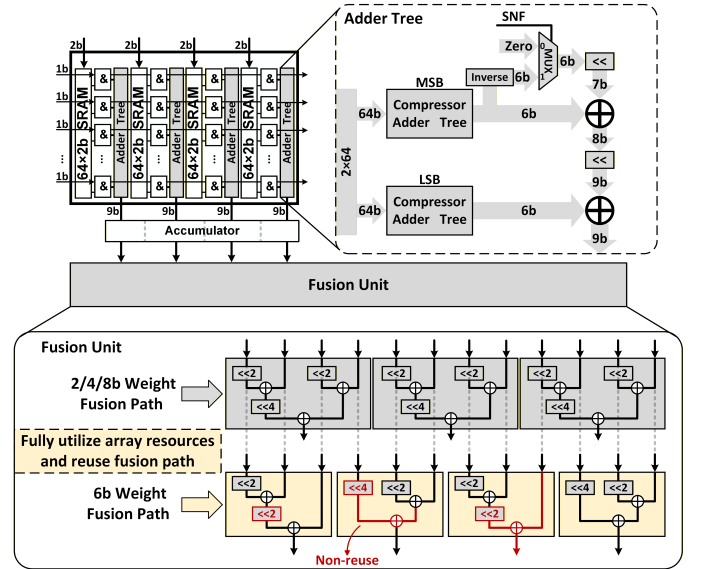 2b 2b 2b 2b
1b
1b
1b
...
1b
64×2b SRAM
& & & ... &
Adder Tree
64×2b SRAM
& & & ... &
Adder Tree
64×2b SRAM
& & & ... &
Adder Tree
64×2b SRAM
& & & ... &
Adder Tree
9b 9b 9b 9b
Accumulator
Adder Tree
SNF
Zero 0
MUX
6b <<
Inverse 6b 1
7b
MSB
64b
Compressor
Adder Tree
6b
8b
<<
2×64
9b
LSB
64b
Compressor
Adder Tree
6b
9b
Fusion Unit
Fusion Unit
2/4/8b Weight
Fusion Path
<<2 <<2 <<2 <<2 <<2 <<2
<<4 <<4 <<4
Fully utilize array resources
and reuse fusion path
6b Weight
Fusion Path
<<2 <<4 <<2 <<2 <<4 <<2
<<2 <<2
Non-reuse